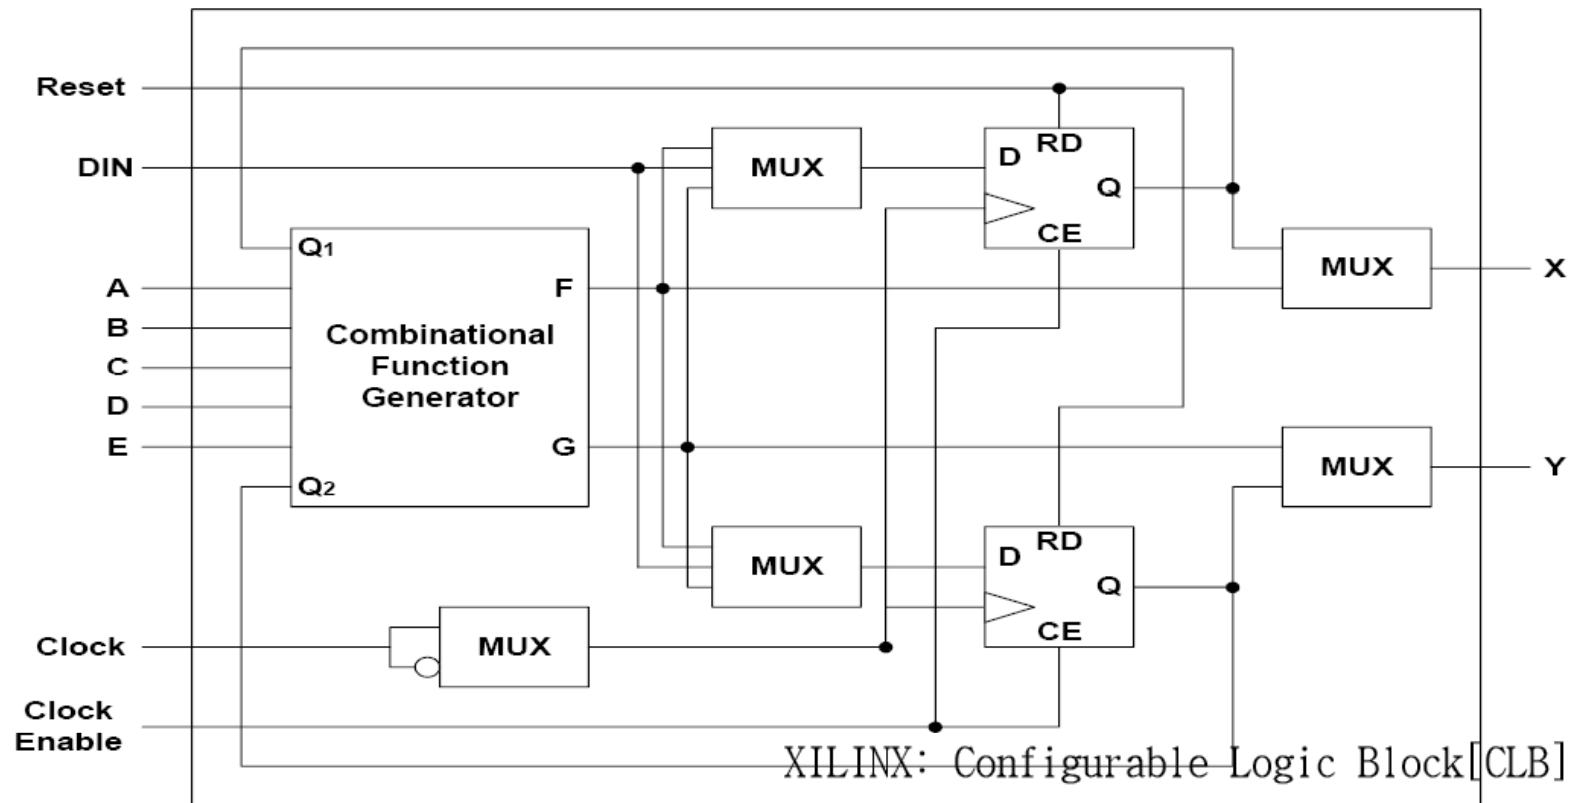 Reset
DIN
MUX
D
RD
Q
CE
Q1
A
B
C
D
E
Q2
Combinational
Function
Generator
F
G
MUX
X
MUX
Y
MUX
D
RD
Q
CE
Clock
MUX
Clock
Enable
XILINX: Configurable Logic Block[CLB]